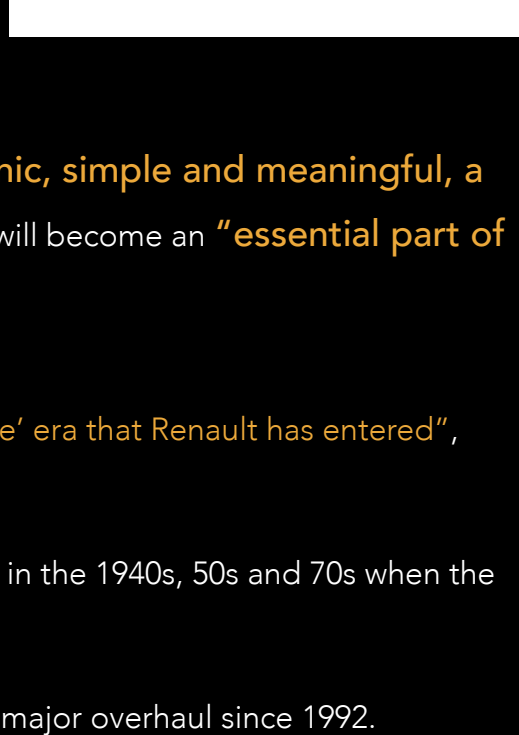 nic, simple and meaningful, a
will become an “essential part of
e’ era that Renault has entered”,
in the 1940s, 50s and 70s when the
major overhaul since 1992.